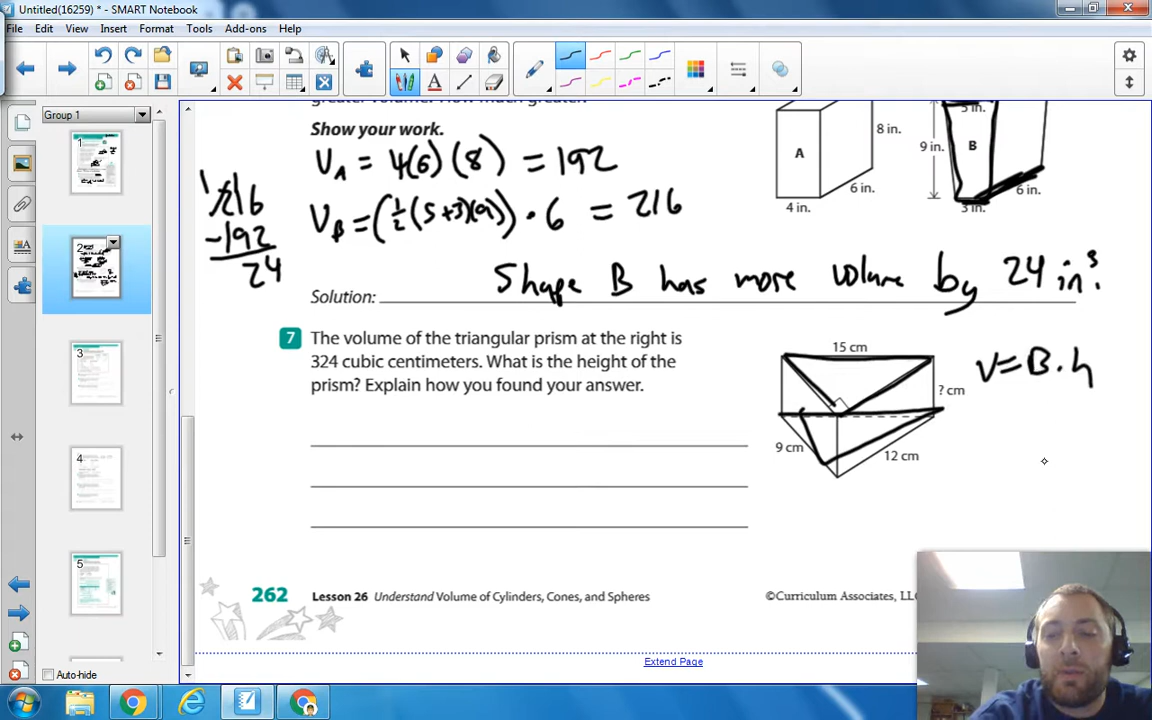 Untitled(16259) * - SMART Notebook
File Edit View Insert Format Tools Add-ons Help
Group 1
1
2
3
4
5
Auto-hide
Show your work.
V_A = 4(6)(8) = 192
V_B = (½(5+3)(9)) · 6 = 216
216
-192
24
A
8 in.
6 in.
4 in.
5 in.
9 in.
B
6 in.
3 in.
Shape B has more volume by 24 in³.
Solution:
7 The volume of the triangular prism at the right is
324 cubic centimeters. What is the height of the
prism? Explain how you found your answer.
15 cm
? cm
9 cm
12 cm
V=B.h
262 Lesson 26 Understand Volume of Cylinders, Cones, and Spheres
©Curriculum Associates,
Extend Page